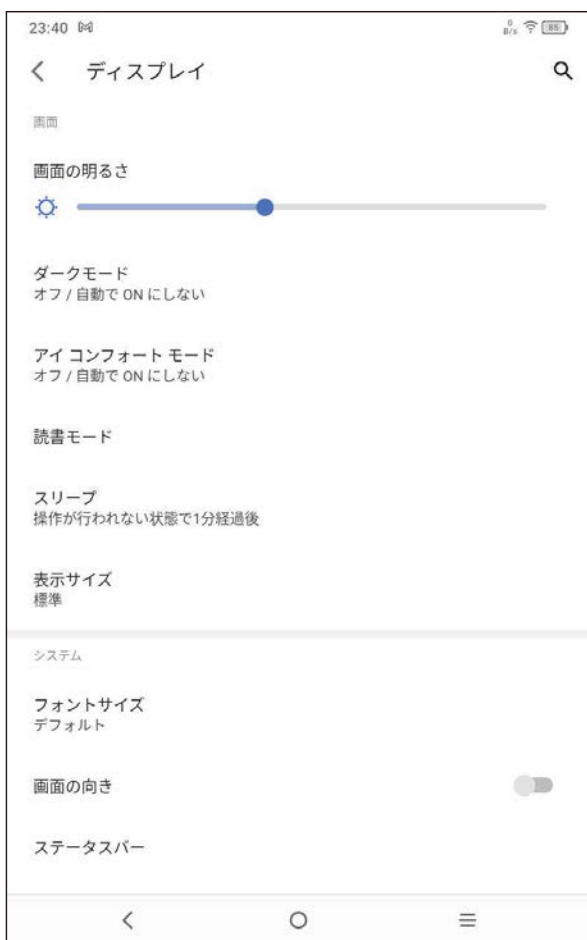 23:40
0
B/s
85
ディスプレイ
画面
画面の明るさ
ダークモード
オフ / 自動で ON にしない
アイ コンフォート モード
オフ / 自動で ON にしない
読書モード
スリープ
操作が行われない状態で1分経過後
表示サイズ
標準
システム
フォントサイズ
デフォルト
画面の向き
ステータスバー